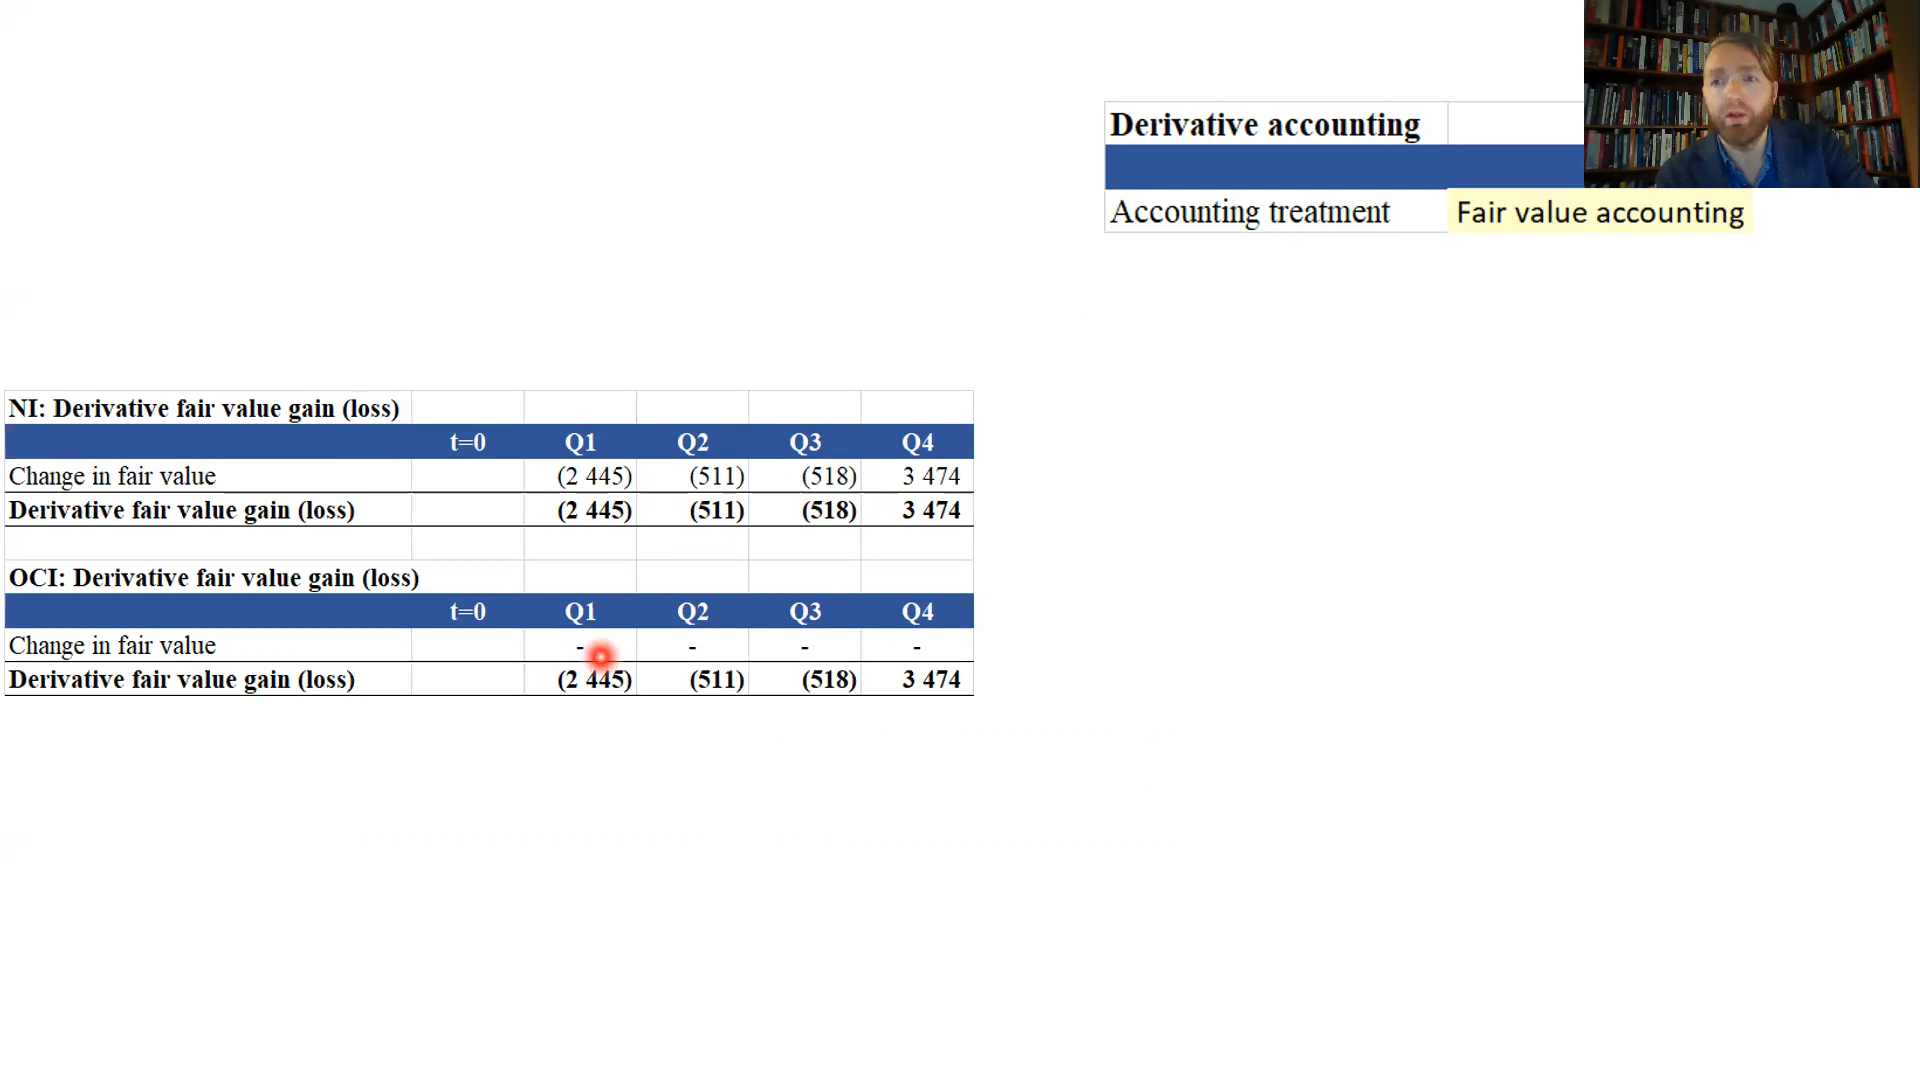 Derivative accounting
Accounting treatment Fair value accounting
NI: Derivative fair value gain (loss)
t=0 Q1 Q2 Q3 Q4
Change in fair value (2 445) (511) (518) 3 474
Derivative fair value gain (loss) (2 445) (511) (518) 3 474
OCI: Derivative fair value gain (loss)
t=0 Q1 Q2 Q3 Q4
Change in fair value - - - -
Derivative fair value gain (loss) (2 445) (511) (518) 3 474